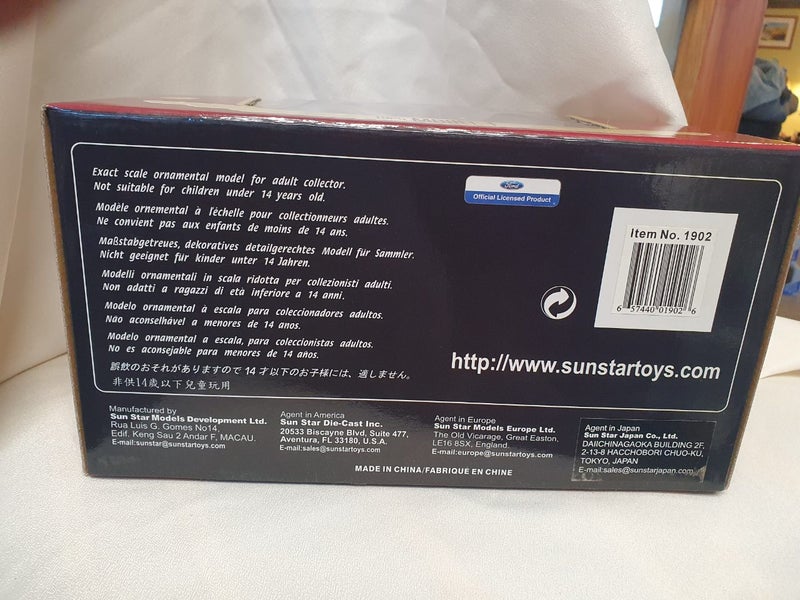 Exact scale ornamental model for adult collector.
Not suitable for children under 14 years old.
Modèle ornemental à l'échelle pour collectionneurs adultes.
Ne convient pas aux enfants de moins de 14 ans.
Maßstabgetreues, dekoratives detailgerechtes Modell für Sammler.
Nicht geeignet für kinder unter 14 Jahren.
Modelli ornamentali in scala ridotta per collezionisti adulti.
Non adatti a ragazzi di età inferiore a 14 anni.
Modelo ornamental à escala para coleccionadores adultos.
Não aconselhável a menores de 14 anos.
Modelo ornamental a escala, para coleccionistas adultos.
No es aconsejable para menores de 14 años.
誤飲のおそれがありますので 14 才以下のお子様には、適しません。
非供14歲以下兒童玩用
Ford
Official Licensed Product
Item No. 1902
6 57440 01902 6
http://www.sunstartoys.com
Manufactured by
Sun Star Models Development Ltd.
Rua Luis G. Gomes No14,
Edif. Keng Sau 2 Andar F, MACAU.
E-mail:sales@sunstartoys.com
Agent in America
Sun Star Die-Cast Inc.
20533 Biscayne Blvd. Suite 477,
Aventura, FL 33180, U.S.A.
E-mail:sales@sunstartoys.com
Agent in Europe
Sun Star Models Europe Ltd.
The Old Vicarage, Great Easton,
LE16 8SX, England.
E-mail:europe@sunstartoys.com
Agent in Japan
Sun Star Japan Co., Ltd.
DAIICHINAGAOKA BUILDING 2F,
2-13-8 HACCHOBORI CHUO-KU,
TOKYO, JAPAN
E-mail:sales@sunstarjapan.com
MADE IN CHINA/FABRIQUÉ EN CHINE